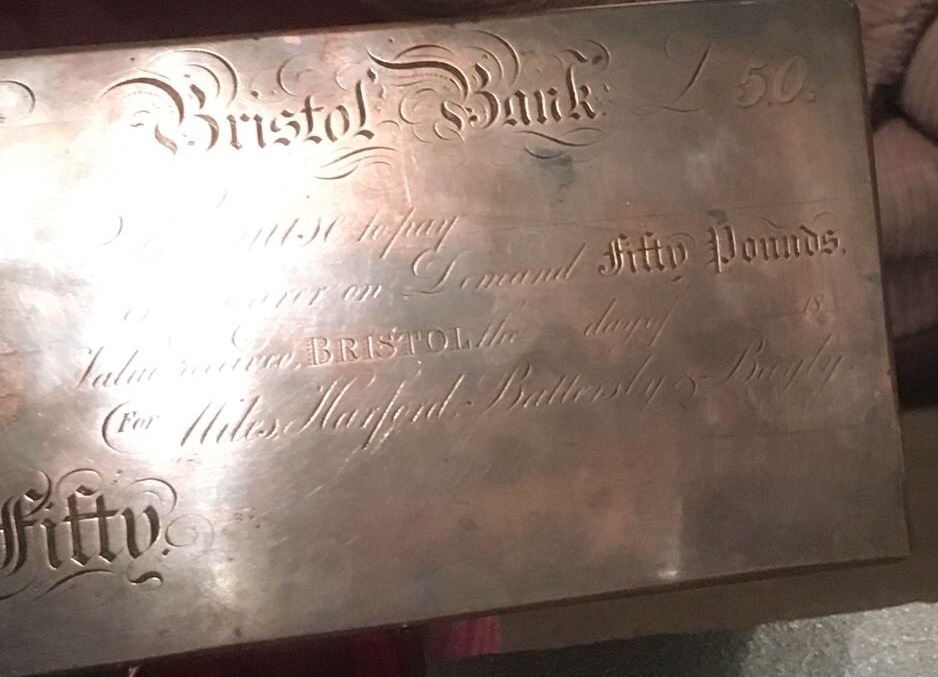 Bristol Bank. £ 50.
to pay
on Demand Fifty Pounds.
Value received, BRISTOL, the day of 18
For Miles, Harford, Battersby & Bayly.
Fifty.